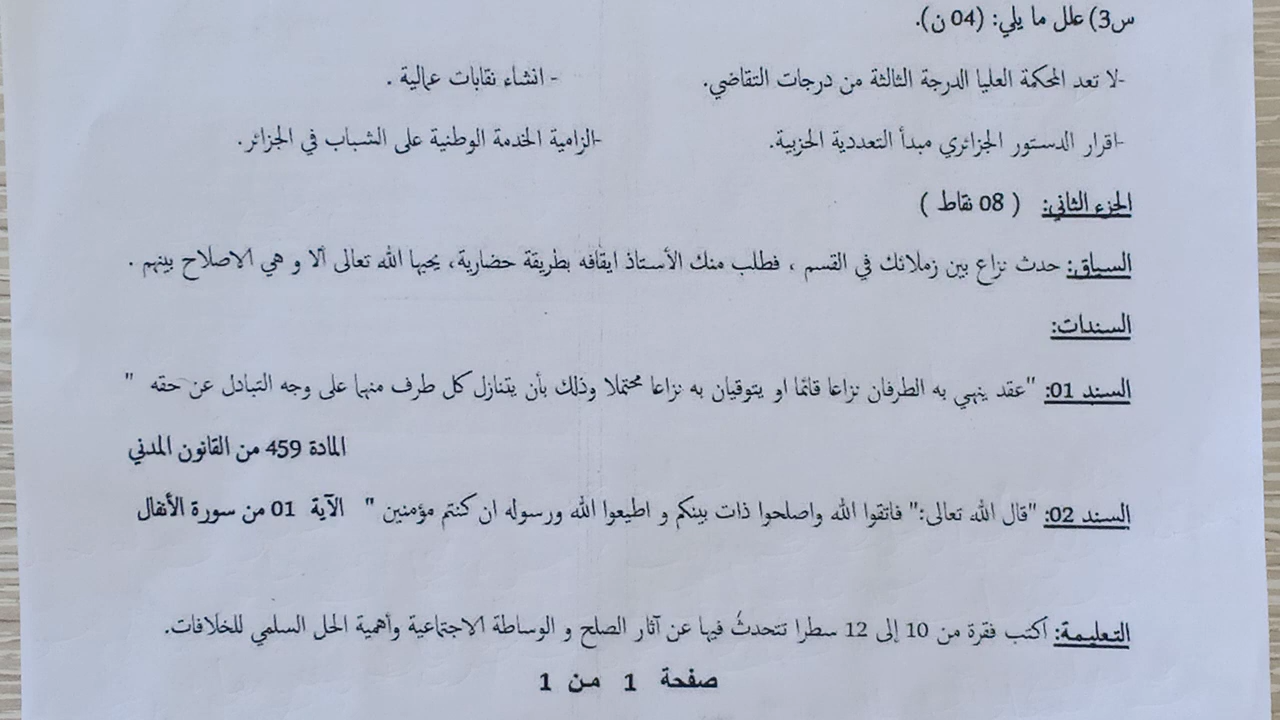 س3) علل ما يلي: (04 ن).
-لا تعد المحكمة العليا الدرجة الثالثة من درجات التقاضي. - انشاء نقابات عمالية .
-اقرار الدستور الجزائري مبدأ التعددية الحزبية. -الزامية الخدمة الوطنية على الشباب في الجزائر.
الجزء الثاني: ( 08 نقاط )
السياق: حدث نزاع بين زملائك في القسم ، فطلب منك الأستاذ ايقافه بطريقة حضارية، يحبها الله تعالى ألا و هي الاصلاح بينهم .
السندات:
السند 01: "عقد ينهي به الطرفان نزاعا قائما او يتوقيان به نزاعا محتملا وذلك بأن يتنازل كل طرف منهما على وجه التبادل عن حقه "
المادة 459 من القانون المدني
السند 02: "قال الله تعالى:" فاتقوا الله واصلحوا ذات بينكم و اطيعوا الله ورسوله ان كنتم مؤمنين " الآية 01 من سورة الأنفال
التعليمة: اكتب فقرة من 10 إلى 12 سطرا تتحدثُ فيها عن آثار الصلح و الوساطة الاجتماعية وأهمية الحل السلمي للخلافات.
صفحة 1 من 1